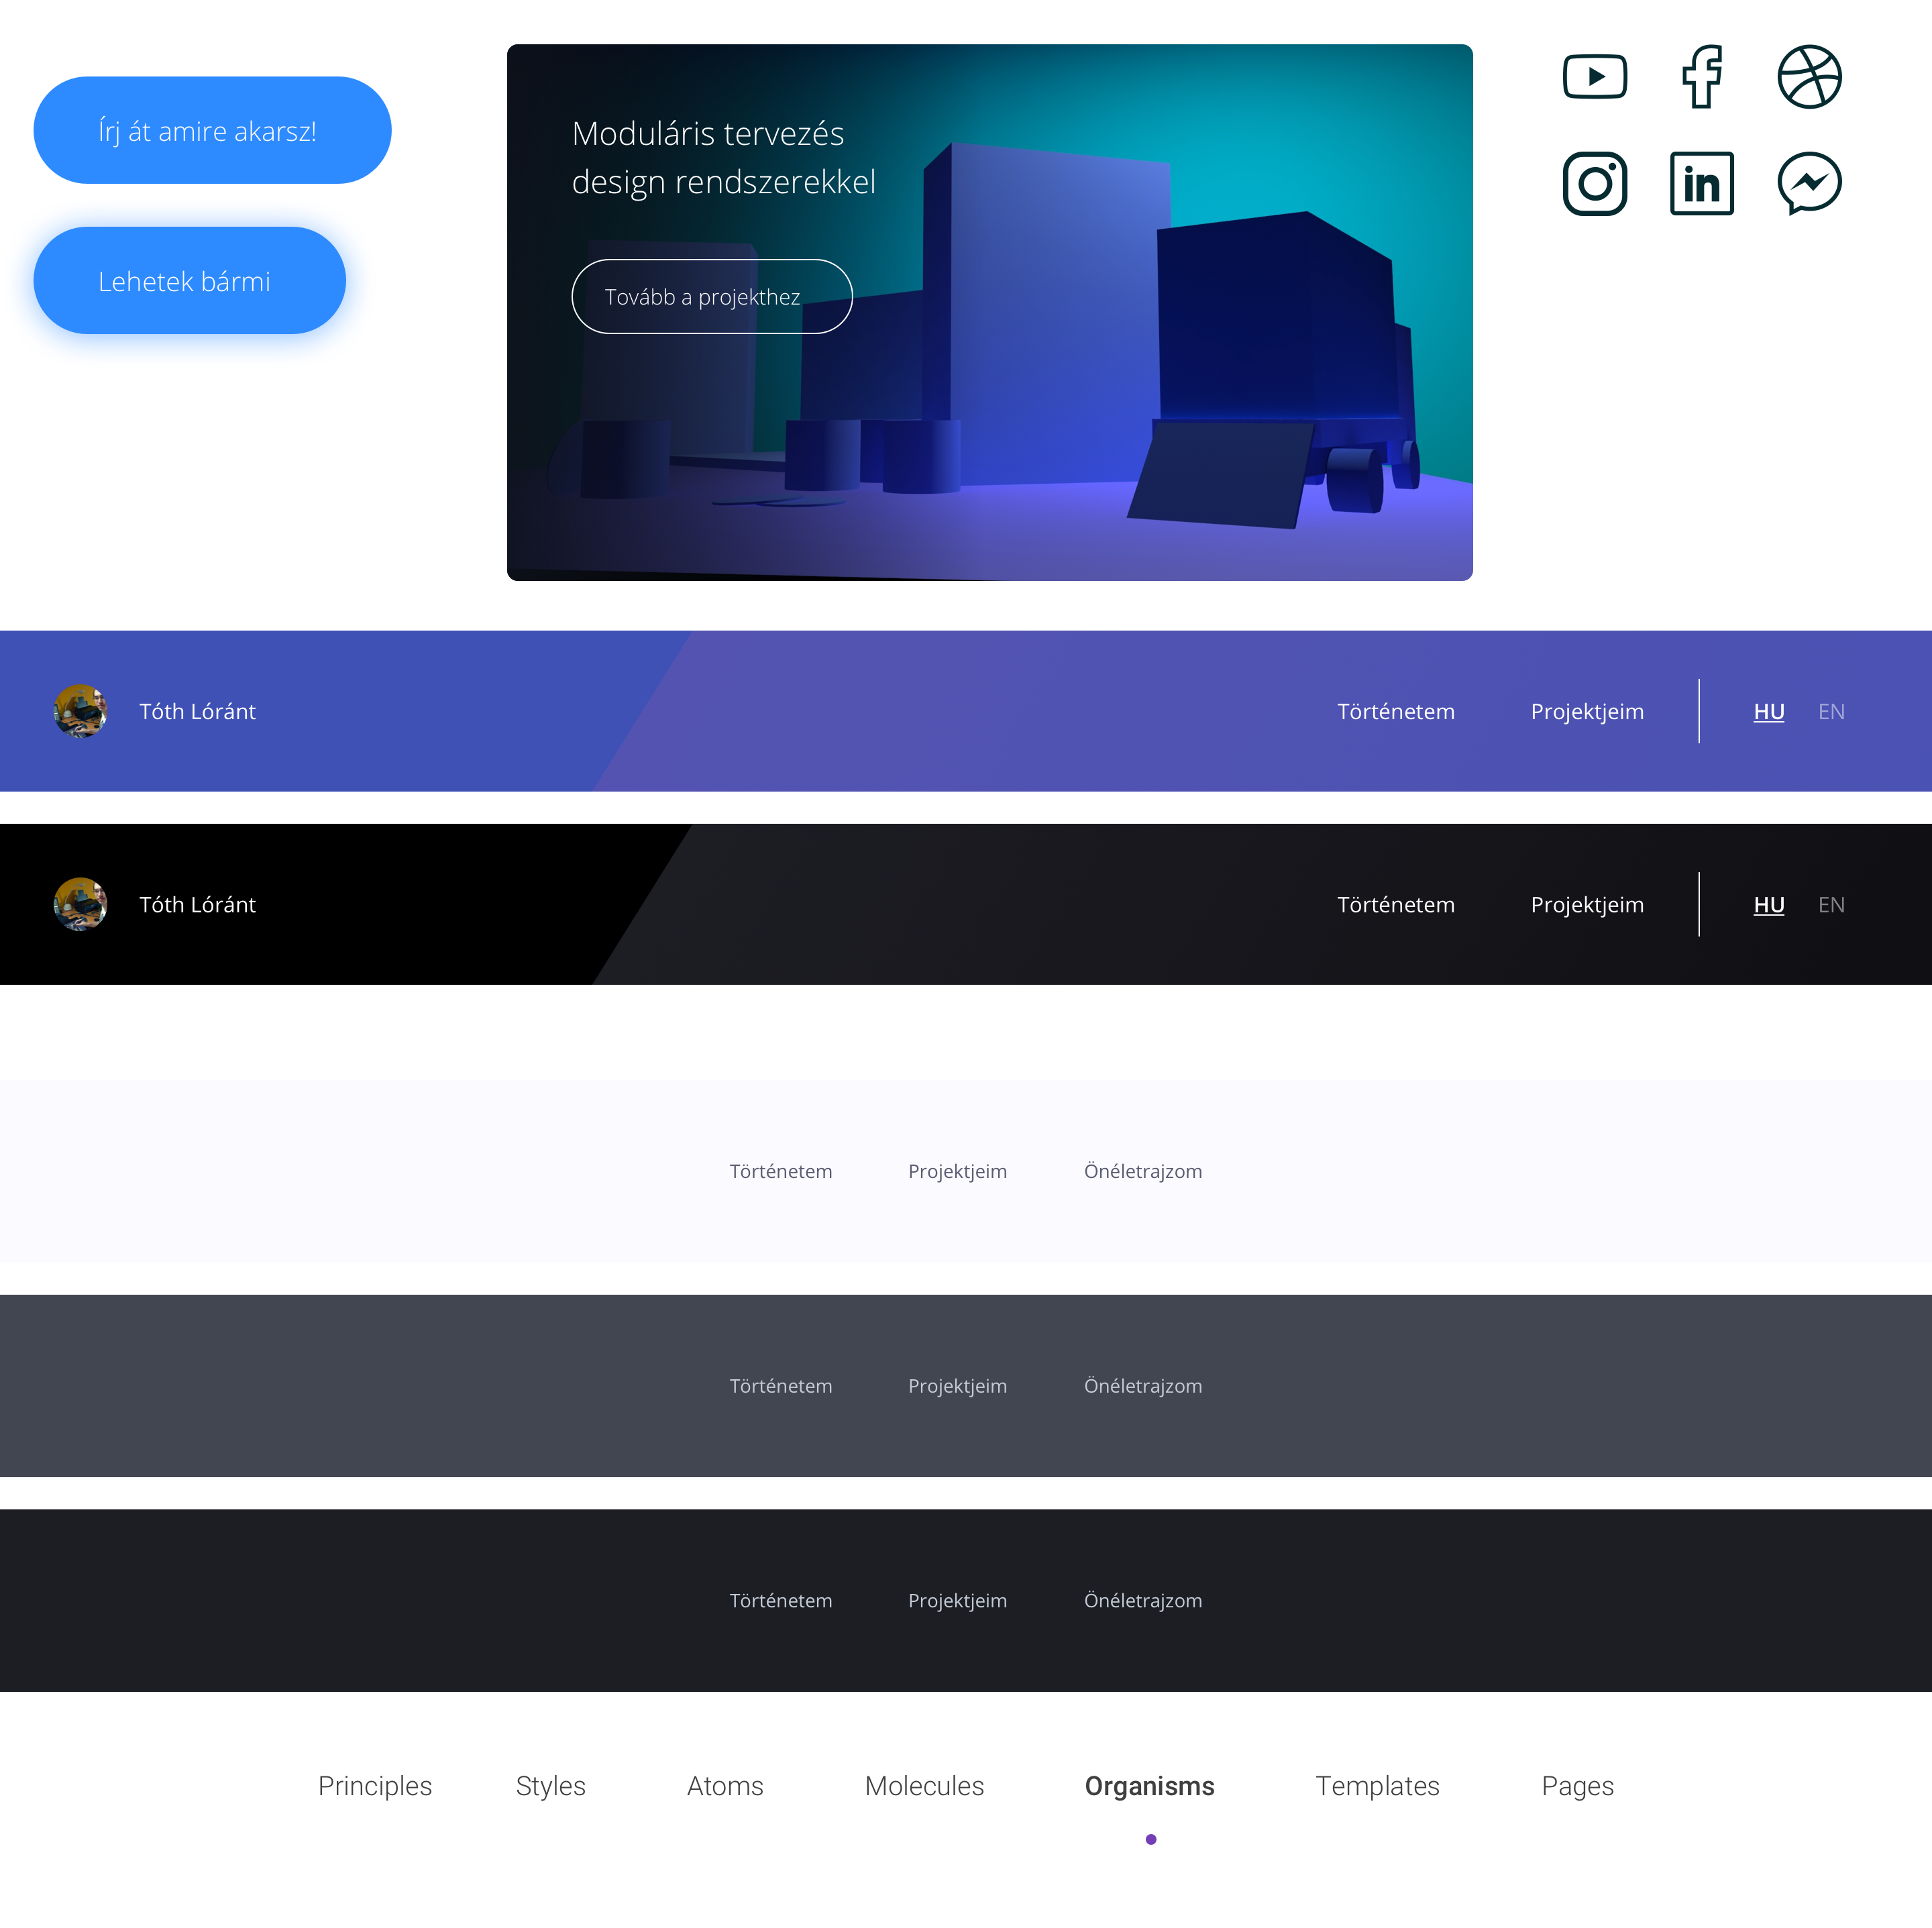 Írj át amire akarsz!
Lehetek bármi
Moduláris tervezés
design rendszerekkel
Tovább a projekthez
in
Tóth Lóránt Történetem Projektjeim HU EN
Tóth Lóránt Történetem Projektjeim HU EN
Történetem Projektjeim Önéletrajzom
Történetem Projektjeim Önéletrajzom
Történetem Projektjeim Önéletrajzom
Principles Styles Atoms Molecules Organisms Templates Pages